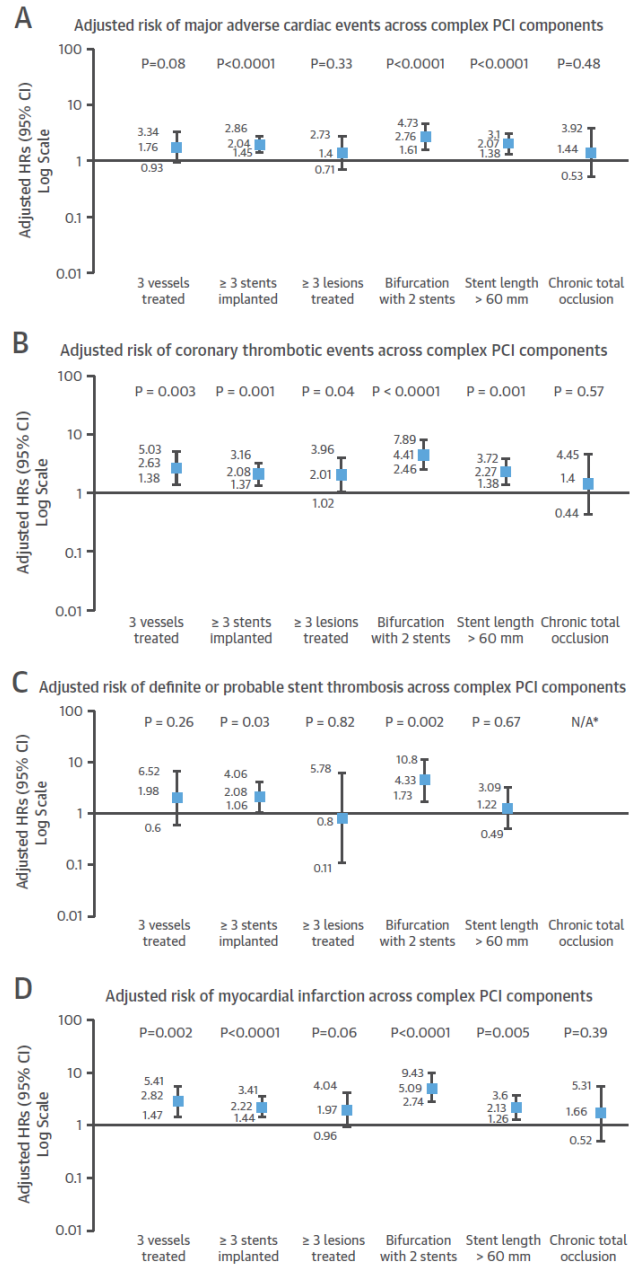 A
Adjusted risk of major adverse cardiac events across complex PCI components
Adjusted HRs (95% CI)
Log Scale
100
10
1
0.1
0.01
P=0.08 P<0.0001 P=0.33 P<0.0001 P<0.0001 P=0.48
3.34 2.86 2.73 4.73 3.1 3.92
1.76 2.04 1.4 2.76 2.07 1.44
0.93 1.45 0.71 1.61 1.38 0.53
3 vessels ≥ 3 stents ≥ 3 lesions Bifurcation Stent length Chronic total
treated implanted treated with 2 stents > 60 mm occlusion
B
Adjusted risk of coronary thrombotic events across complex PCI components
Adjusted HRs (95% CI)
Log Scale
100
10
1
0.1
0.01
P = 0.003 P = 0.001 P = 0.04 P < 0.0001 P = 0.001 P = 0.57
5.03 3.16 3.96 7.89 3.72 4.45
2.63 2.08 2.01 4.41 2.27 1.4
1.38 1.37 1.02 2.46 1.38 0.44
3 vessels ≥ 3 stents ≥ 3 lesions Bifurcation Stent length Chronic total
treated implanted treated with 2 stents > 60 mm occlusion
C
Adjusted risk of definite or probable stent thrombosis across complex PCI components
Adjusted HRs (95% CI)
Log Scale
100
10
1
0.1
0.01
P = 0.26 P = 0.03 P = 0.82 P = 0.002 P = 0.67 N/A*
6.52 4.06 5.78 10.8 3.09
1.98 2.08 0.8 4.33 1.22
0.6 1.06 0.11 1.73 0.49
3 vessels ≥ 3 stents ≥ 3 lesions Bifurcation Stent length Chronic total
treated implanted treated with 2 stents > 60 mm occlusion
D
Adjusted risk of myocardial infarction across complex PCI components
Adjusted HRs (95% CI)
Log Scale
100
10
1
0.1
0.01
P=0.002 P<0.0001 P=0.06 P<0.0001 P=0.005 P=0.39
5.41 3.41 4.04 9.43 3.6 5.31
2.82 2.22 1.97 5.09 2.13 1.66
1.47 1.44 0.96 2.74 1.26 0.52
3 vessels ≥ 3 stents ≥ 3 lesions Bifurcation Stent length Chronic total
treated implanted treated with 2 stents > 60 mm occlusion